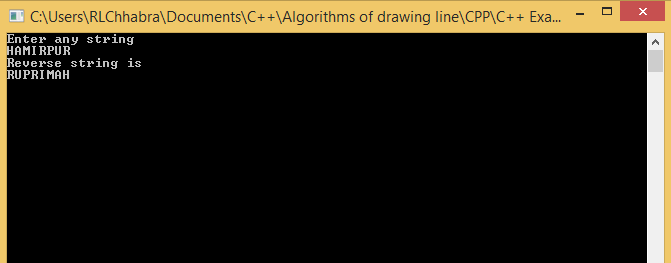 C:\Users\RLChhabra\Documents\C++\Algorithms of drawing line\CPP\C++ Exa...
Enter any string
HAMIRPUR
Reverse string is
RUPRIMAH